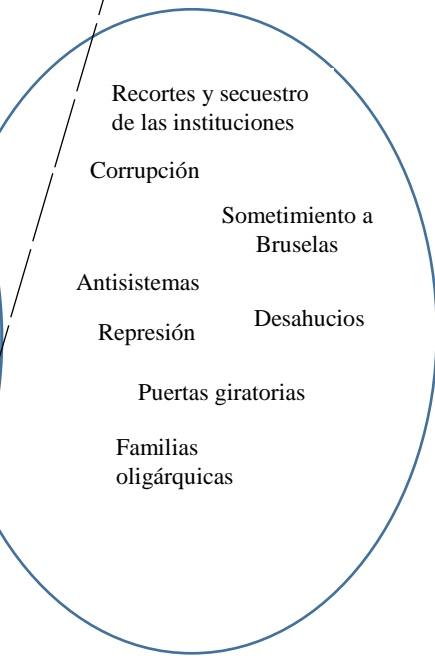 Recortes y secuestro
de las instituciones
Corrupción
Sometimiento a
Bruselas
Antisistemas
Desahucios
Represión
Puertas giratorias
Familias
oligárquicas